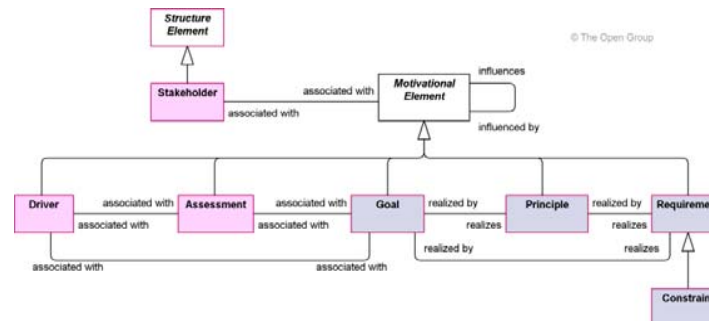 Structure
Element
© The Open Group
Stakeholder
associated with
associated with
Motivational
Element
influences
influenced by
Driver
associated with
associated with
Assessment
associated with
associated with
Goal
realized by
realizes
Principle
realized by
realizes
Requireme
associated with
associated with
realized by
realizes
Constrain